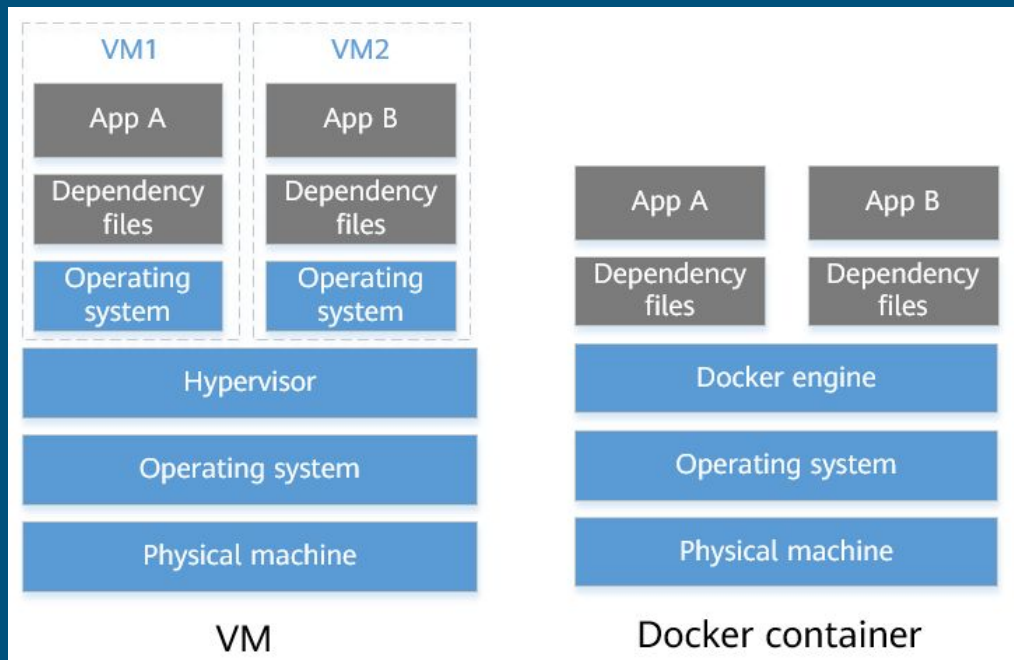 VM1
App A
Dependency
files
Operating
system
VM2
App B
Dependency
files
Operating
system
Hypervisor
Operating system
Physical machine
VM
App A
Dependency
files
App B
Dependency
files
Docker engine
Operating system
Physical machine
Docker container